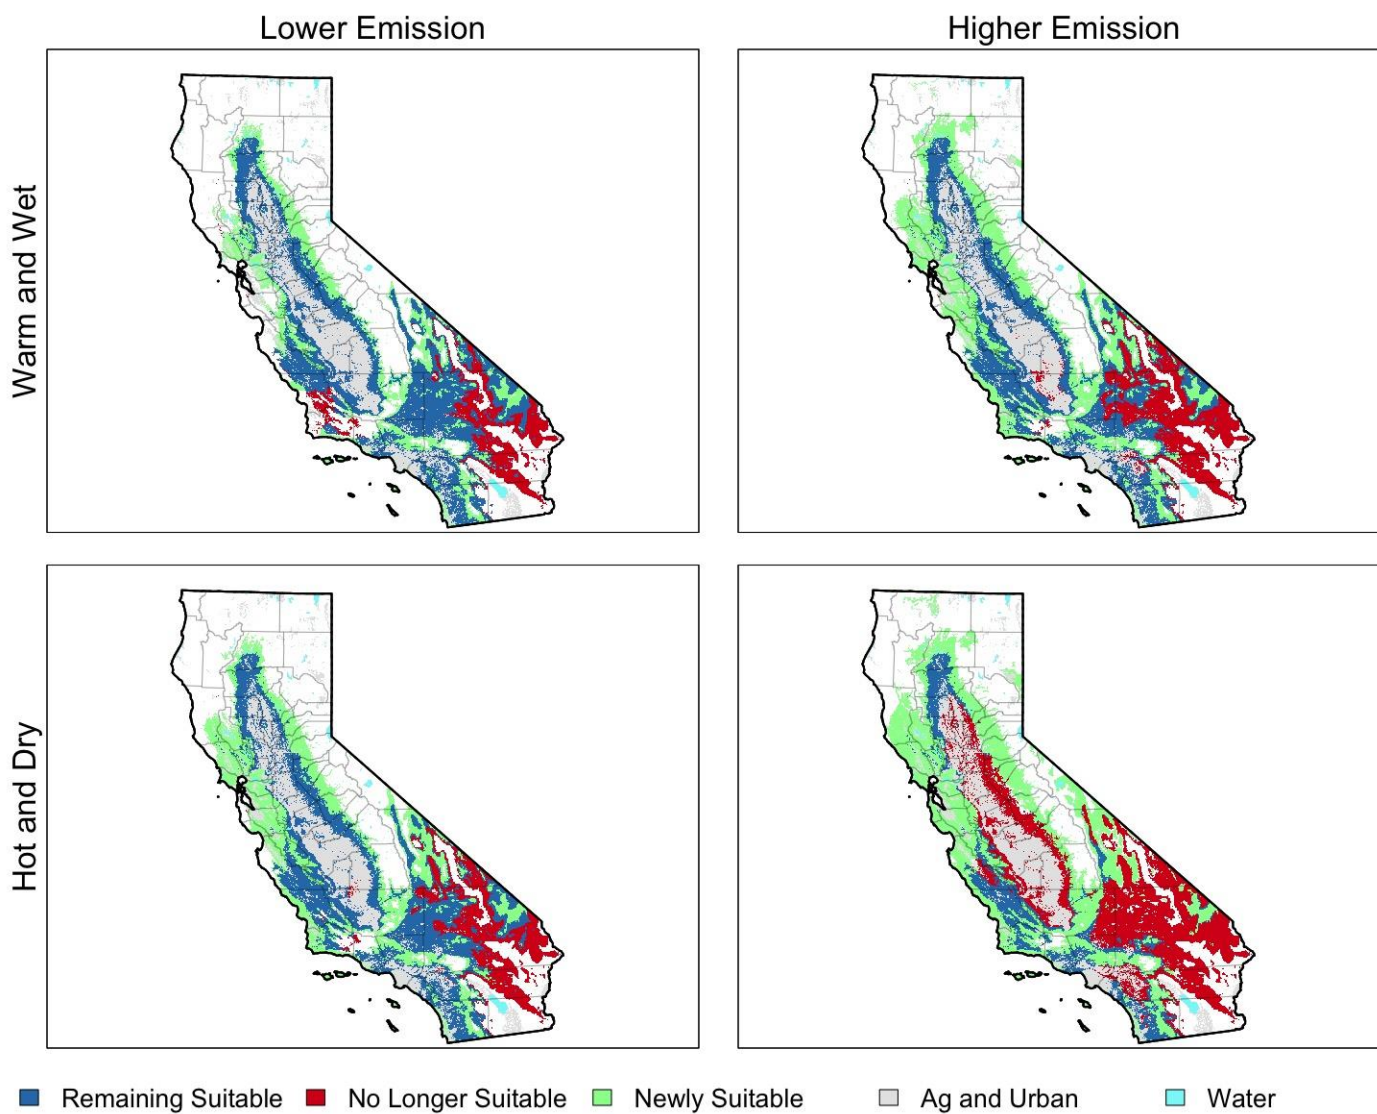 Lower Emission
Higher Emission
Warm and Wet
Hot and Dry
Remaining Suitable
No Longer Suitable
Newly Suitable
Ag and Urban
Water